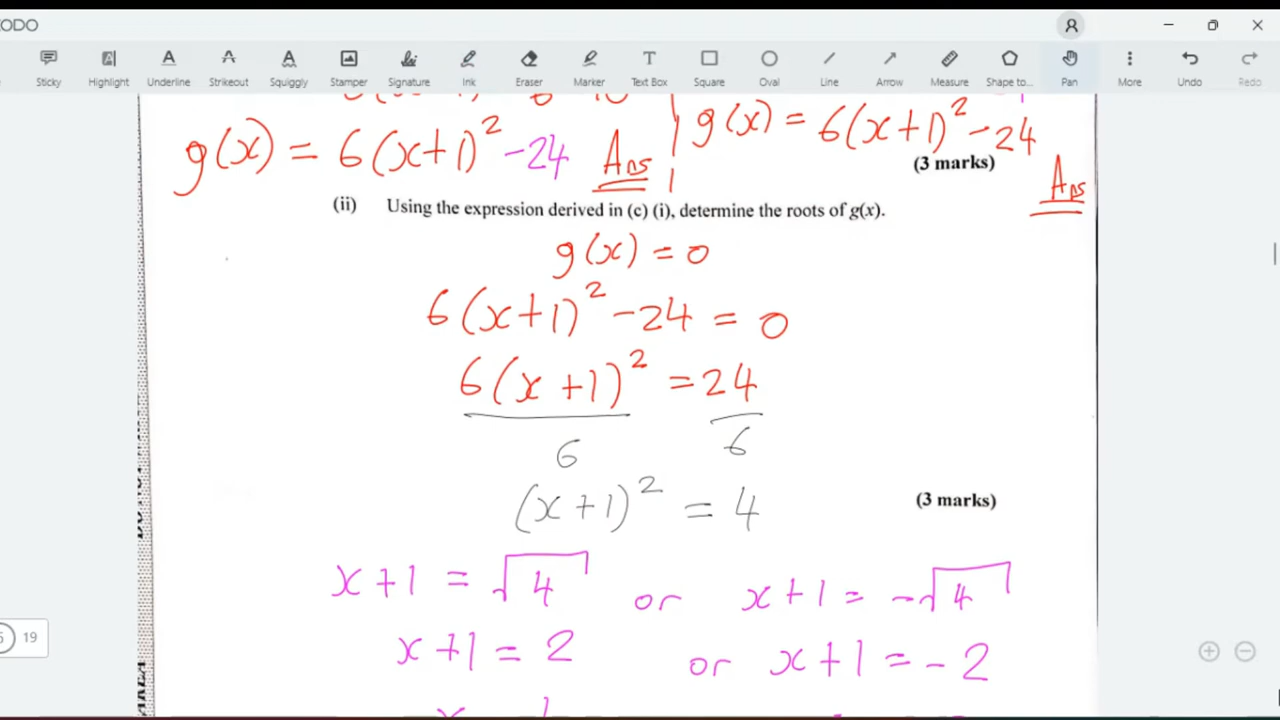 ODO
Sticky Highlight Underline Strikeout Squiggly Stamper Signature Ink Eraser Marker Text Box Square Oval Line Arrow Measure Shape to... Pan More Undo Redo
g(x) = 6(x+1)² -24 Ans
g(x) = 6(x+1)² -24
(3 marks)
Ans
(ii) Using the expression derived in (c) (i), determine the roots of g(x).
g(x) = 0
6(x+1)² -24 = 0
6(x+1)² = 24
6 6
(x+1)² = 4
(3 marks)
x+1 = √4 or x+1 = -√4
x+1 = 2 or x+1 = -2
19